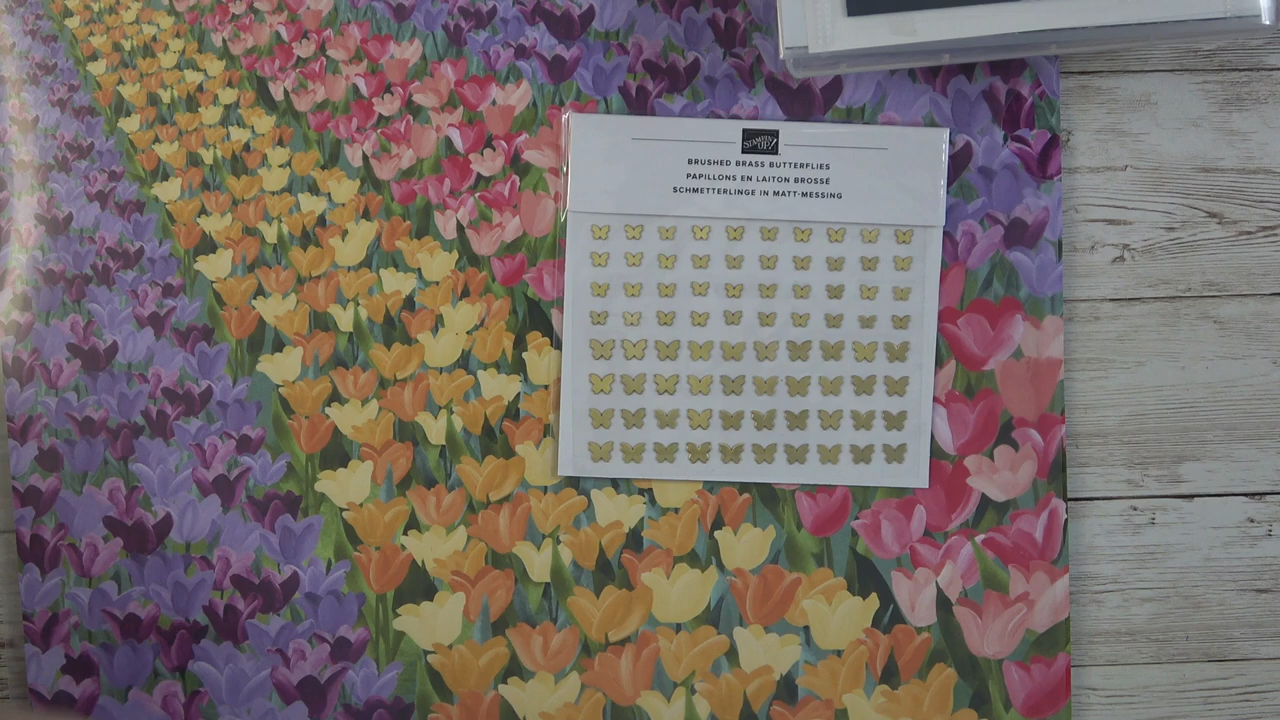 STAMPIN' UP!
BRUSHED BRASS BUTTERFLIES
PAPILLONS EN LAITON BROSSÉ
SCHMETTERLINGE IN MATT-MESSING